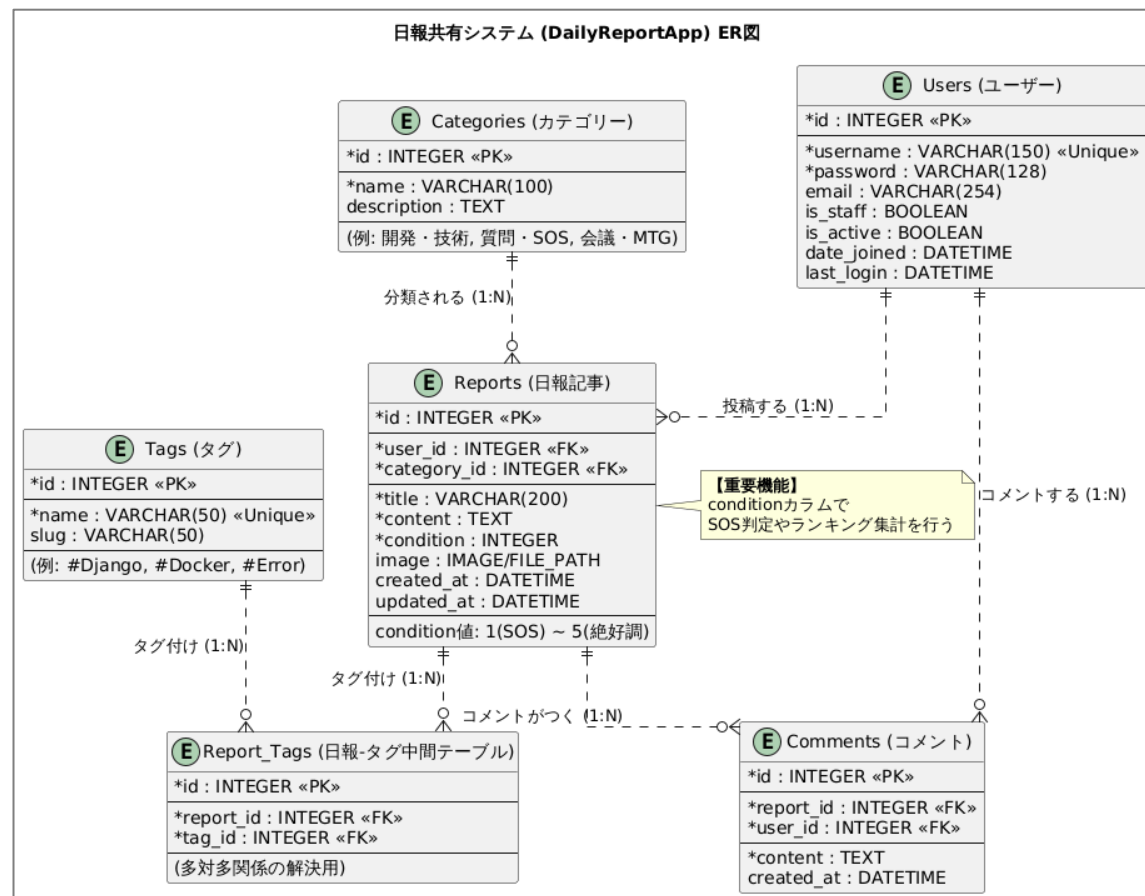 日報共有システム (DailyReportApp) ER図
E Users (ユーザー)
*id : INTEGER «PK»
*username : VARCHAR(150) «Unique»
*password : VARCHAR(128)
email : VARCHAR(254)
is_staff : BOOLEAN
is_active : BOOLEAN
date_joined : DATETIME
last_login : DATETIME
E Categories (カテゴリー)
*id : INTEGER «PK»
*name : VARCHAR(100)
description : TEXT
(例: 開発・技術, 質問・SOS, 会議・MTG)
分類される (1:N)
E Reports (日報記事)
*id : INTEGER «PK»
*user_id : INTEGER «FK»
*category_id : INTEGER «FK»
*title : VARCHAR(200)
*content : TEXT
*condition : INTEGER
image : IMAGE/FILE_PATH
created_at : DATETIME
updated_at : DATETIME
condition値: 1(SOS) ~ 5(絶好調)
投稿する (1:N)
【重要機能】
conditionカラムで
SOS判定やランキング集計を行う
コメントする (1:N)
E Tags (タグ)
*id : INTEGER «PK»
*name : VARCHAR(50) «Unique»
slug : VARCHAR(50)
(例: #Django, #Docker, #Error)
タグ付け (1:N)
タグ付け (1:N)
コメントがつく (1:N)
E Report_Tags (日報-タグ中間テーブル)
*id : INTEGER «PK»
*report_id : INTEGER «FK»
*tag_id : INTEGER «FK»
(多対多関係の解決用)
E Comments (コメント)
*id : INTEGER «PK»
*report_id : INTEGER «FK»
*user_id : INTEGER «FK»
*content : TEXT
created_at : DATETIME